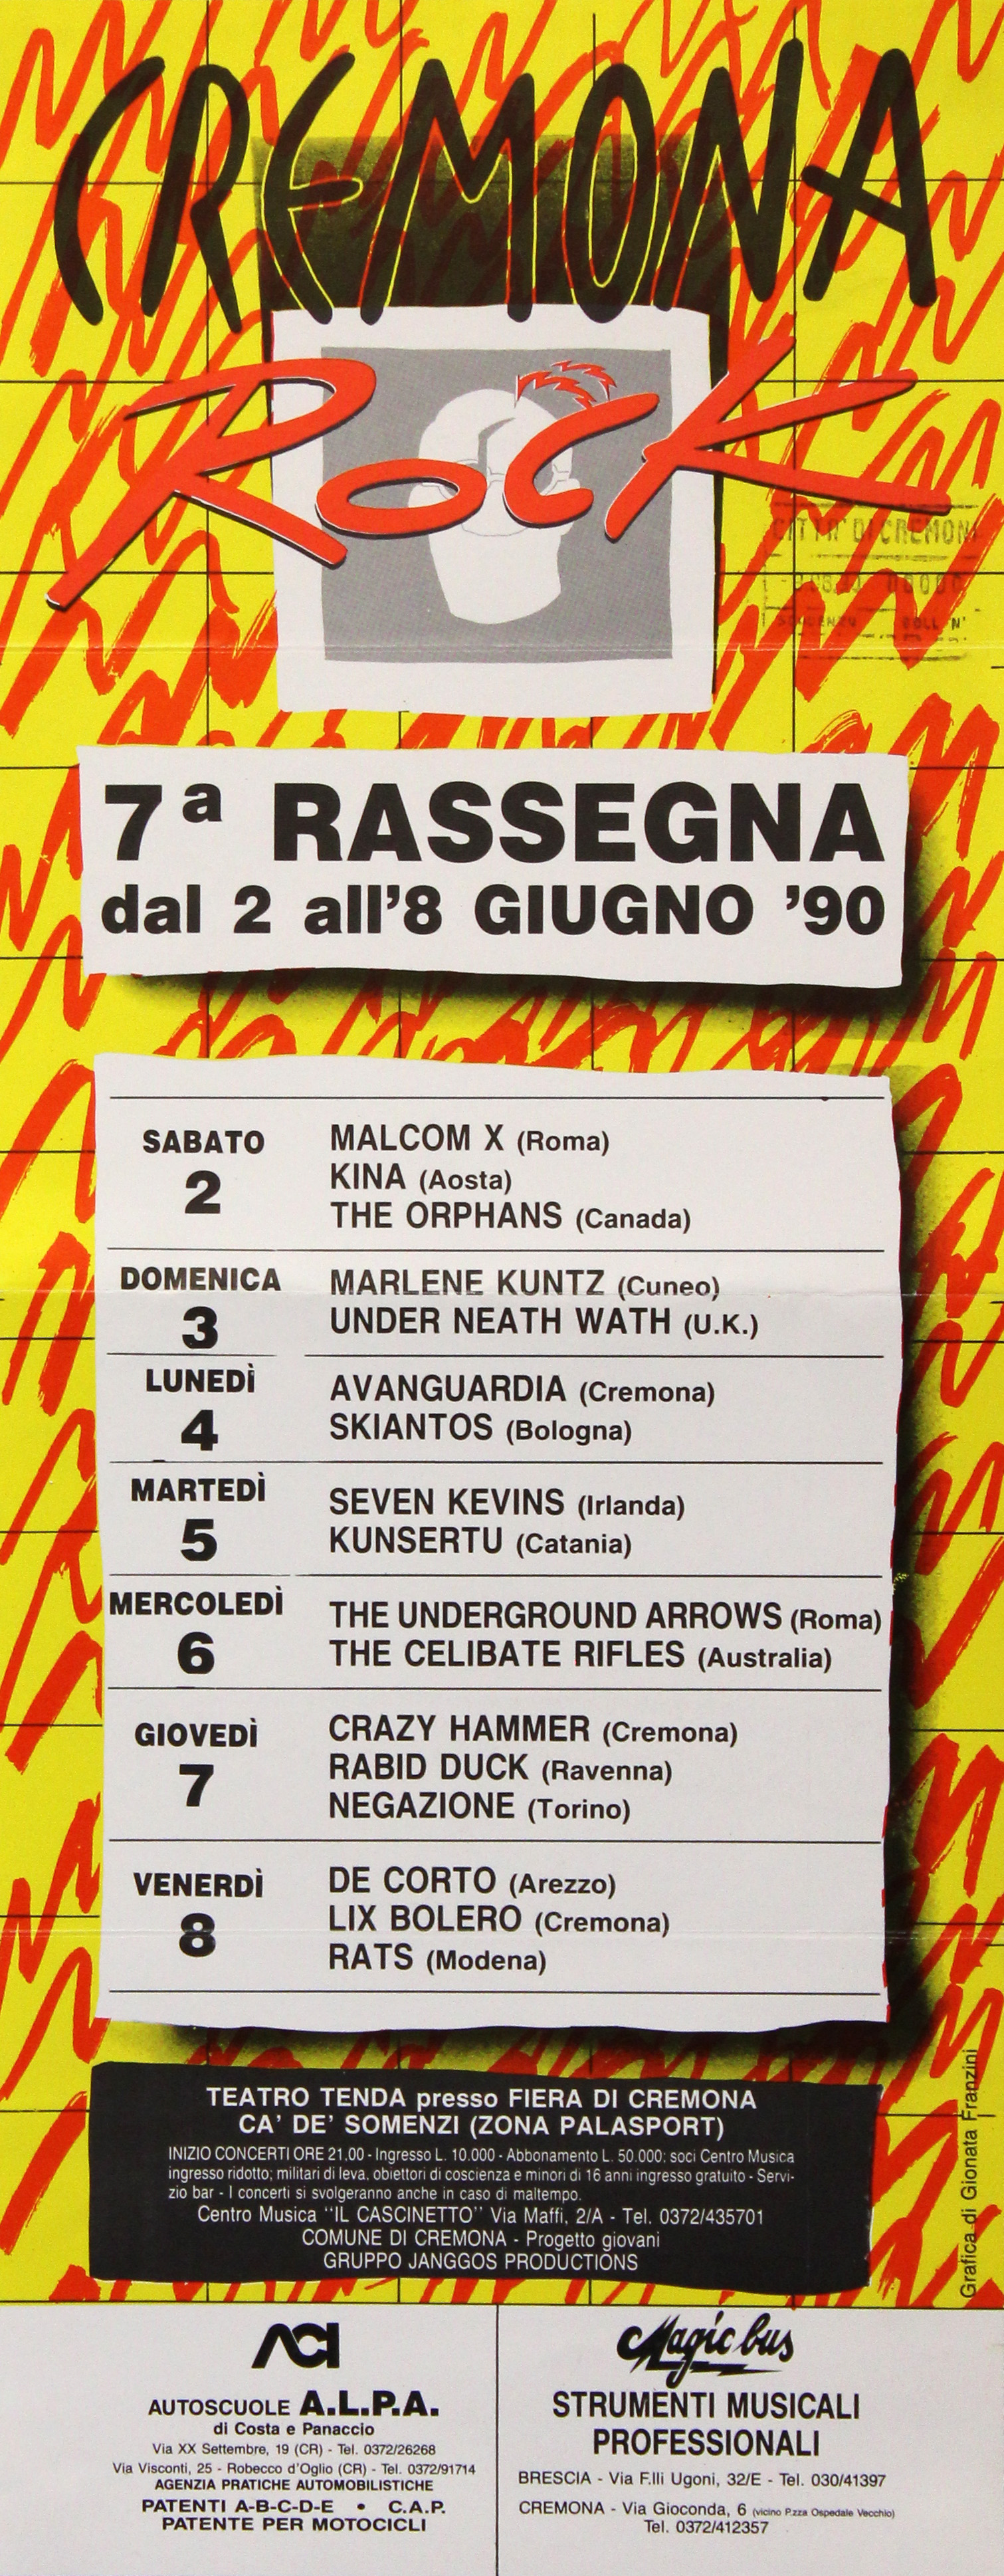 CREMONA
Rock
CITTA' DI CREMON
7ª RASSEGNA
dal 2 all'8 GIUGNO '90
SABATO
2
MALCOM X (Roma)
KINA (Aosta)
THE ORPHANS (Canada)
DOMENICA
3
MARLENE KUNTZ (Cuneo)
UNDER NEATH WATH (U.K.)
LUNEDÌ
4
AVANGUARDIA (Cremona)
SKIANTOS (Bologna)
MARTEDÌ
5
SEVEN KEVINS (Irlanda)
KUNSERTU (Catania)
MERCOLEDÌ
6
THE UNDERGROUND ARROWS (Roma)
THE CELIBATE RIFLES (Australia)
GIOVEDÌ
7
CRAZY HAMMER (Cremona)
RABID DUCK (Ravenna)
NEGAZIONE (Torino)
VENERDÌ
8
DE CORTO (Arezzo)
LIX BOLERO (Cremona)
RATS (Modena)
TEATRO TENDA presso FIERA DI CREMONA
CA' DE' SOMENZI (ZONA PALASPORT)
INIZIO CONCERTI ORE 21.00 - Ingresso L. 10.000 - Abbonamento L. 50.000; soci Centro Musica
ingresso ridotto; militari di leva, obiettori di coscienza e minori di 16 anni ingresso gratuito - Servi-
zio bar - I concerti si svolgeranno anche in caso di maltempo.
Centro Musica "IL CASCINETTO" Via Maffi, 2/A - Tel. 0372/435701
COMUNE DI CREMONA - Progetto giovani
GRUPPO JANGGOS PRODUCTIONS
Grafica di Gionata Franzini
ACI
AUTOSCUOLE A.L.P.A.
di Costa e Panaccio
Via XX Settembre, 19 (CR) - Tel. 0372/26268
Via Visconti, 25 - Robecco d'Oglio (CR) - Tel. 0372/91714
AGENZIA PRATICHE AUTOMOBILISTICHE
PATENTI A-B-C-D-E • C.A.P.
PATENTE PER MOTOCICLI
Magic bus
STRUMENTI MUSICALI
PROFESSIONALI
BRESCIA - Via F.lli Ugoni, 32/E - Tel. 030/41397
CREMONA - Via Gioconda, 6 (vicino P.zza Ospedale Vecchio)
Tel. 0372/412357